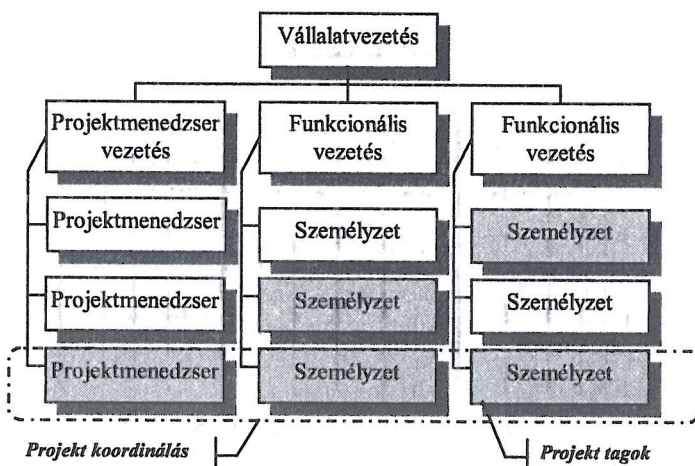 Vállalatvezetés
Projektmenedzser Funkcionális Funkcionális
vezetés vezetés vezetés
Projektmenedzser Személyzet Személyzet
Projektmenedzser Személyzet Személyzet
Projektmenedzser Személyzet Személyzet
Projekt koordinálás Projekt tagok